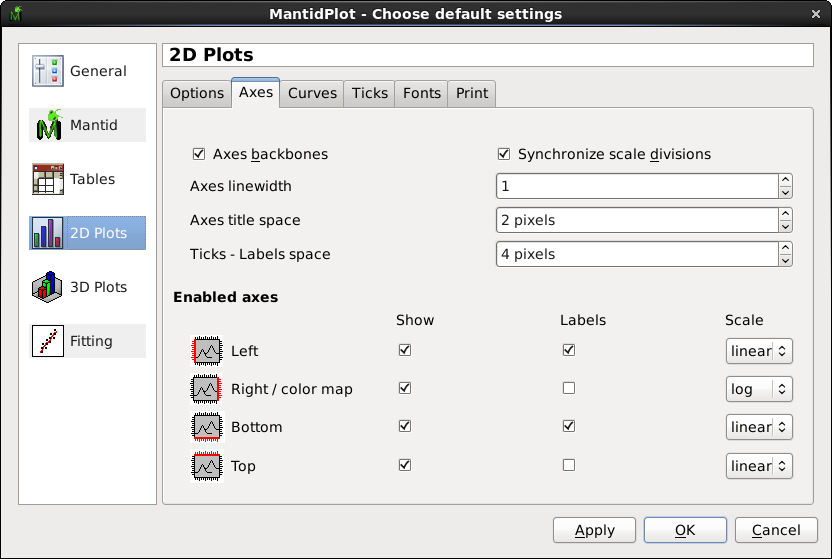 MantidPlot - Choose default settings
General
Mantid
Tables
2D Plots
3D Plots
Fitting
2D Plots
Options Axes Curves Ticks Fonts Print
Axes backbones Synchronize scale divisions
Axes linewidth 1
Axes title space 2 pixels
Ticks - Labels space 4 pixels
Enabled axes
Show Labels Scale
Left linear
Right / color map log
Bottom linear
Top linear
Apply OK Cancel